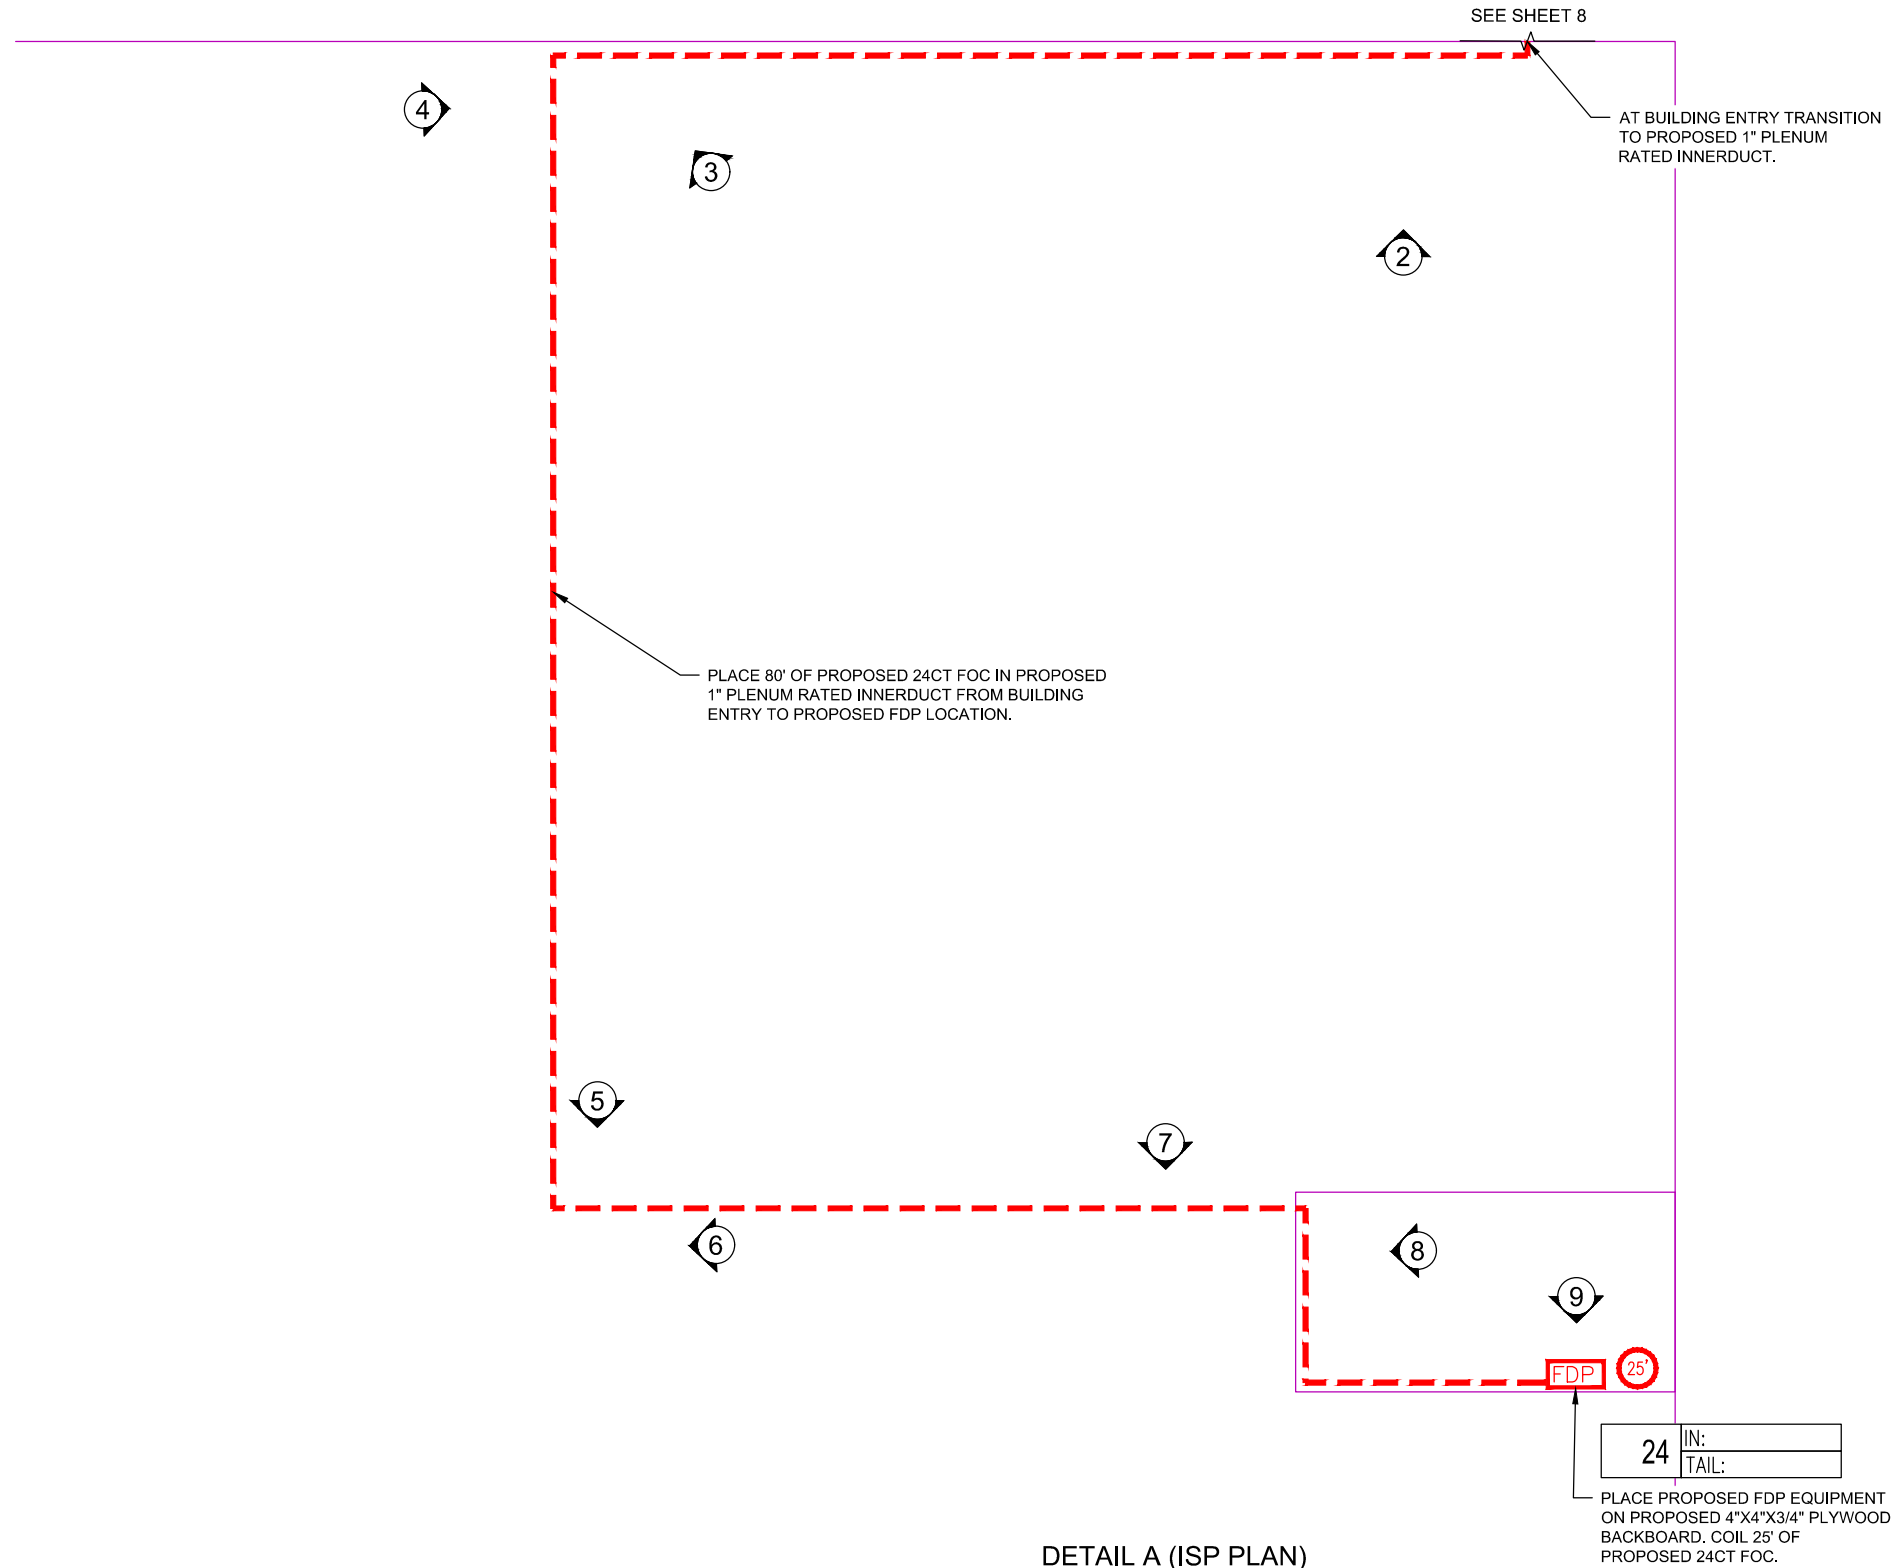 SEE SHEET 8
AT BUILDING ENTRY TRANSITION
TO PROPOSED 1" PLENUM
RATED INNERDUCT.
4
3
2
PLACE 80' OF PROPOSED 24CT FOC IN PROPOSED
1" PLENUM RATED INNERDUCT FROM BUILDING
ENTRY TO PROPOSED FDP LOCATION.
5
7
6
8
9
FDP
25'
24
IN:
TAIL:
PLACE PROPOSED FDP EQUIPMENT
ON PROPOSED 4"X4"X3/4" PLYWOOD
BACKBOARD. COIL 25' OF
PROPOSED 24CT FOC.
DETAIL A (ISP PLAN)